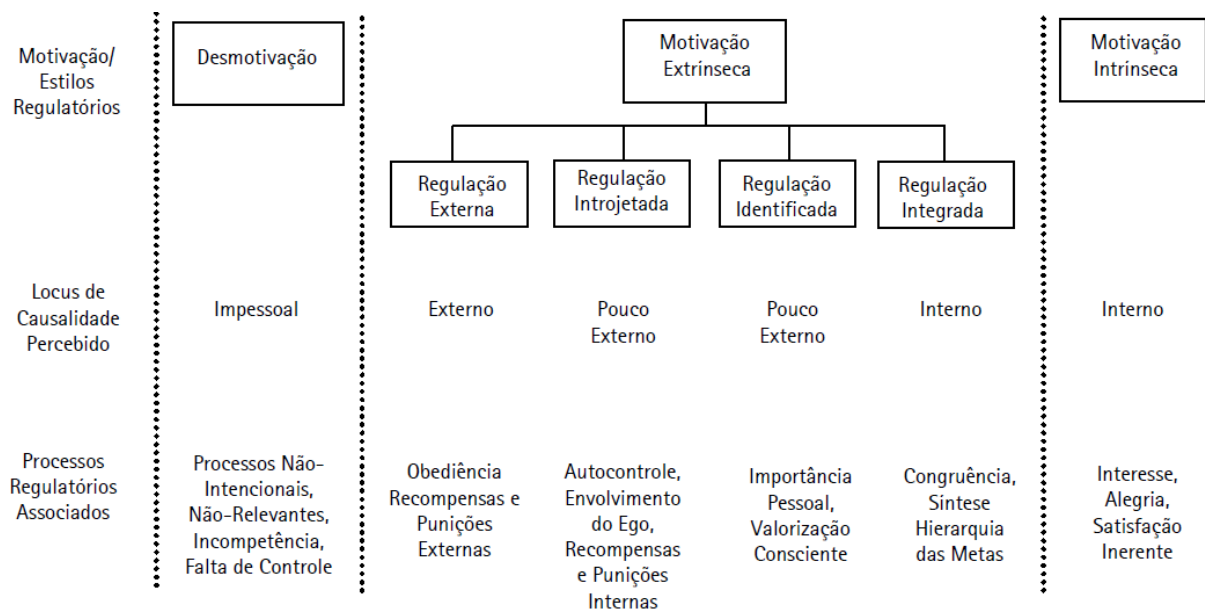 Motivação/
Estilos
Regulatórios
Desmotivação
Motivação
Extrínseca
Motivação
Intrínseca
Regulação
Externa
Regulação
Introjetada
Regulação
Identificada
Regulação
Integrada
Locus de
Causalidade
Percebido
Impessoal
Externo
Pouco
Externo
Pouco
Externo
Interno
Interno
Processos
Regulatórios
Associados
Processos Não-
Intencionais,
Não-Relevantes,
Incompetência,
Falta de Controle
Obediência
Recompensas e
Punições
Externas
Autocontrole,
Envolvimento
do Ego,
Recompensas
e Punições
Internas
Importância
Pessoal,
Valorização
Consciente
Congruência,
Síntese
Hierarquia
das Metas
Interesse,
Alegria,
Satisfação
Inerente